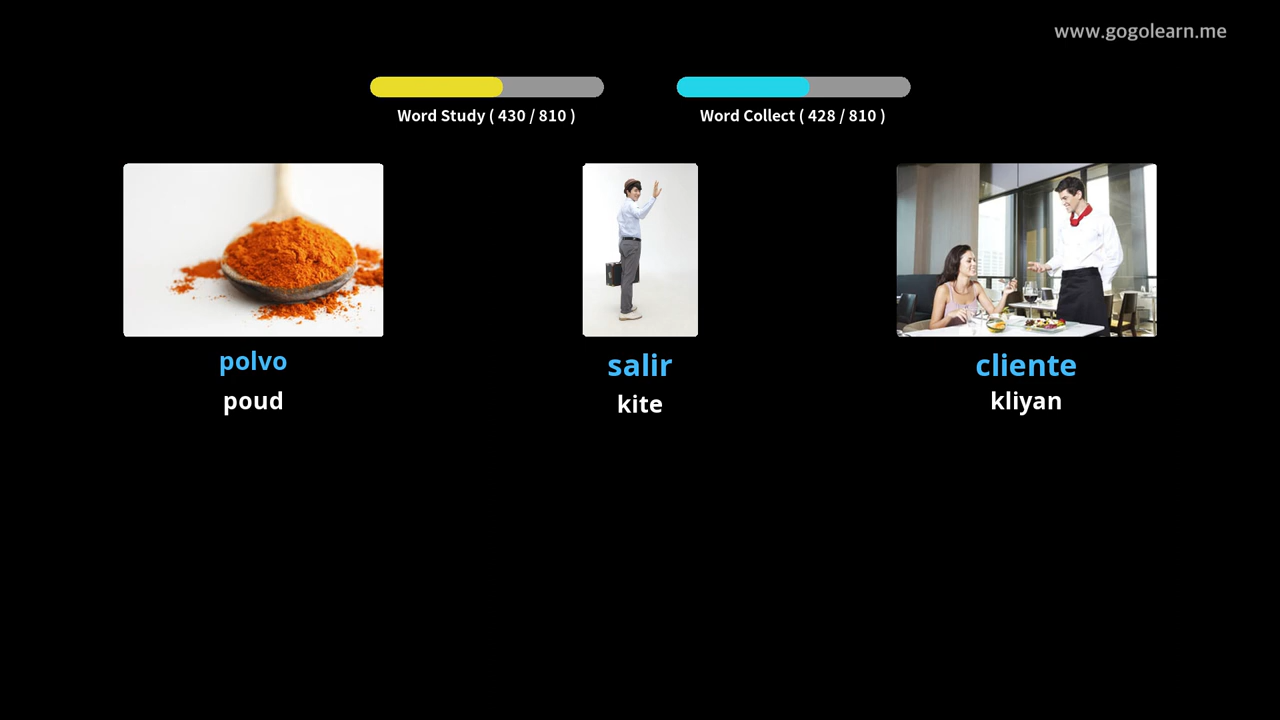 www.gogolearn.me
Word Study ( 430 / 810 )
Word Collect ( 428 / 810 )
polvo
poud
salir
kite
cliente
kliyan